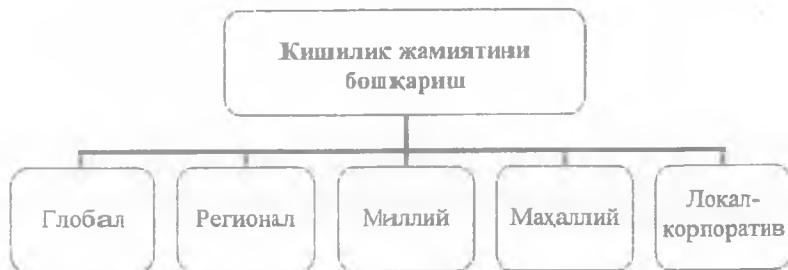 Кишилик жамиятини
бошқариш
Глобал
Регионал
Миллий
Маҳаллий
Локал-
корпоратив